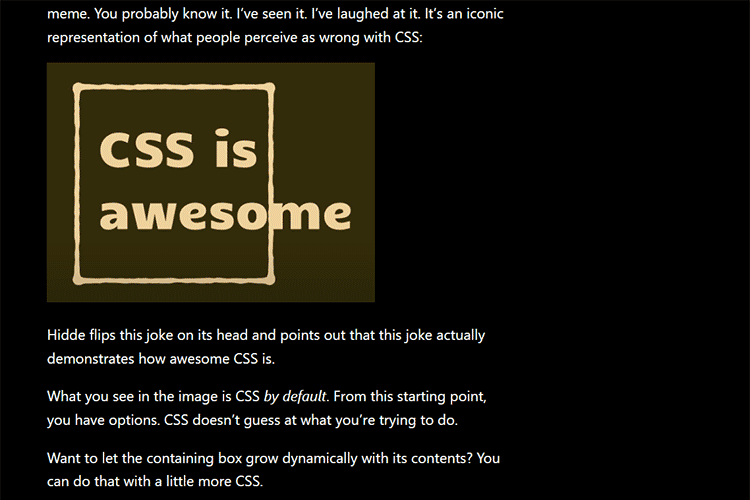 meme. You probably know it. I’ve seen it. I’ve laughed at it. It’s an iconic
representation of what people perceive as wrong with CSS:
CSS is
awesome
Hidde flips this joke on its head and points out that this joke actually
demonstrates how awesome CSS is.
What you see in the image is CSS by default. From this starting point,
you have options. CSS doesn’t guess at what you’re trying to do.
Want to let the containing box grow dynamically with its contents? You
can do that with a little more CSS.